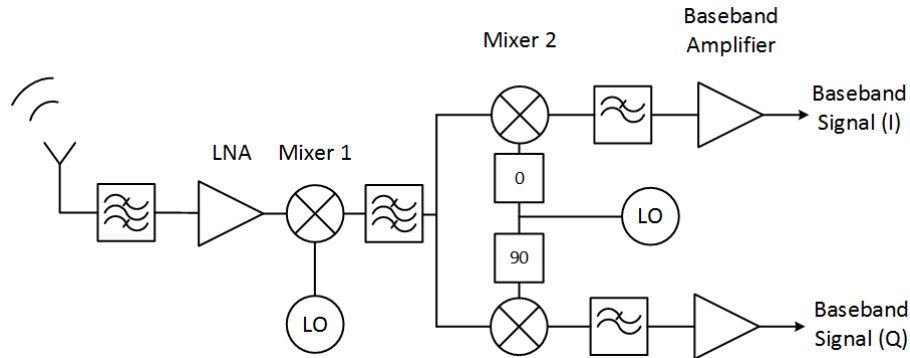 Mixer 2
Baseband
Amplifier
Baseband
Signal (I)
LNA
Mixer 1
0
LO
90
LO
Baseband
Signal (Q)